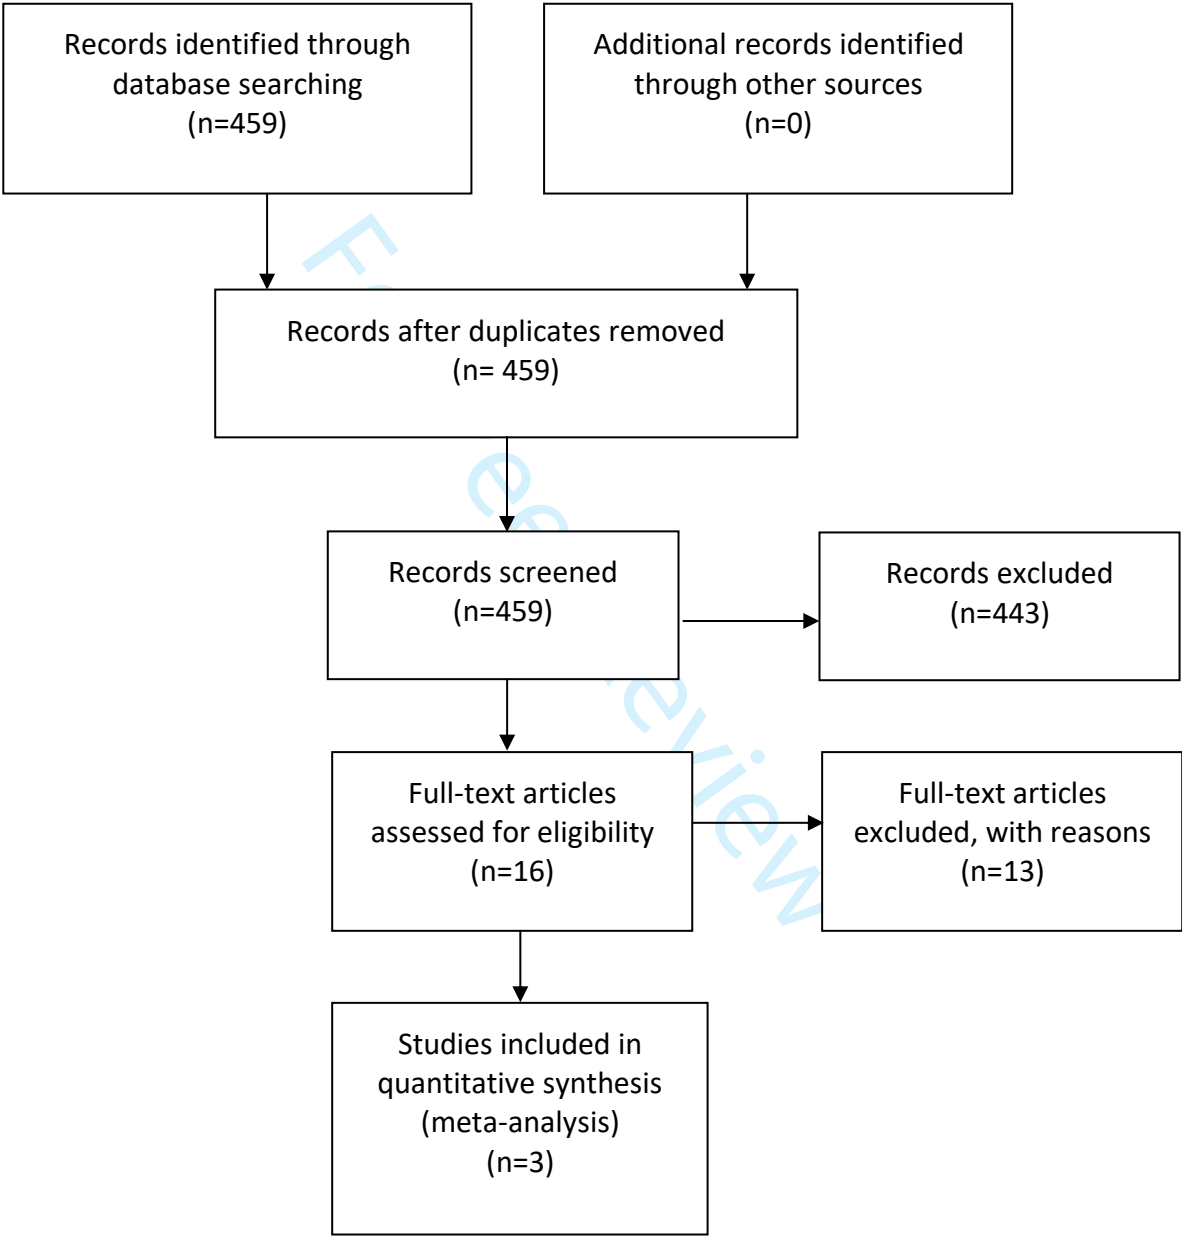 Records identified through
database searching
(n=459)
Additional records identified
through other sources
(n=0)
Records after duplicates removed
(n= 459)
Records screened
(n=459)
Records excluded
(n=443)
Full-text articles
assessed for eligibility
(n=16)
Full-text articles
excluded, with reasons
(n=13)
Studies included in
quantitative synthesis
(meta-analysis)
(n=3)